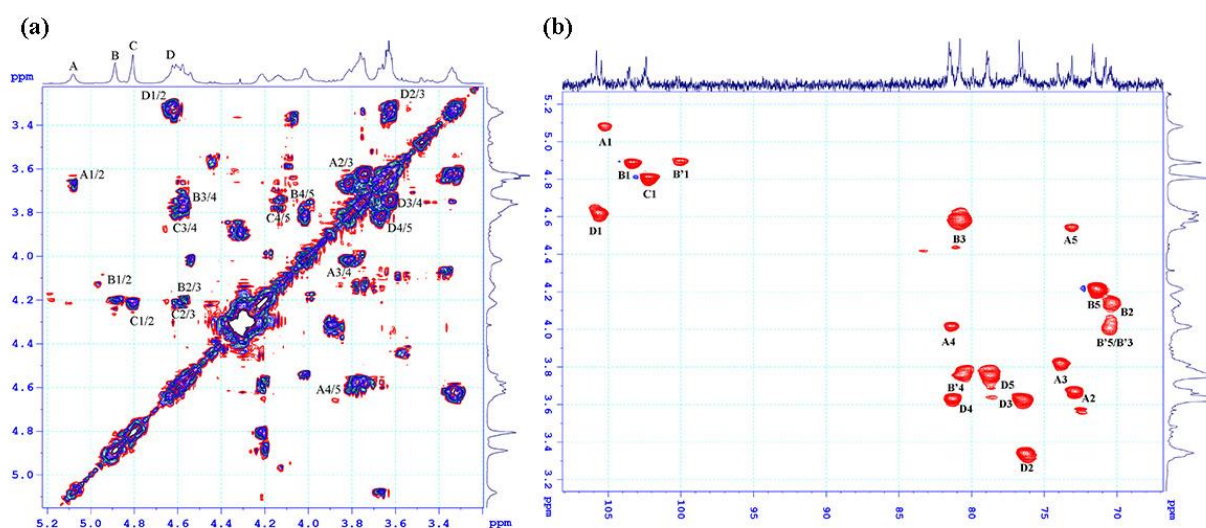 (a)
(b)
A
B
C
D
ppm
D1/2
D2/3
3.4
A1/2
A2/3
3.6
B3/4
B4/5
D3/4
3.8
C3/4
C4/5
D4/5
4.0
A3/4
B1/2
B2/3
4.2
C1/2
C2/3
4.4
4.6
A4/5
4.8
5.0
5.0
4.8
4.6
4.4
4.2
4.0
3.8
3.6
3.4
ppm
5.2
A1
5.0
B1
B'1
4.8
C1
D1
4.6
B3
A5
4.4
4.2
B5
B2
4.0
A4
B'5/B'3
3.8
B'4
D5
A3
3.6
D4
D3
A2
3.4
D2
3.2
ppm
105
100
95
90
85
80
75
70
ppm